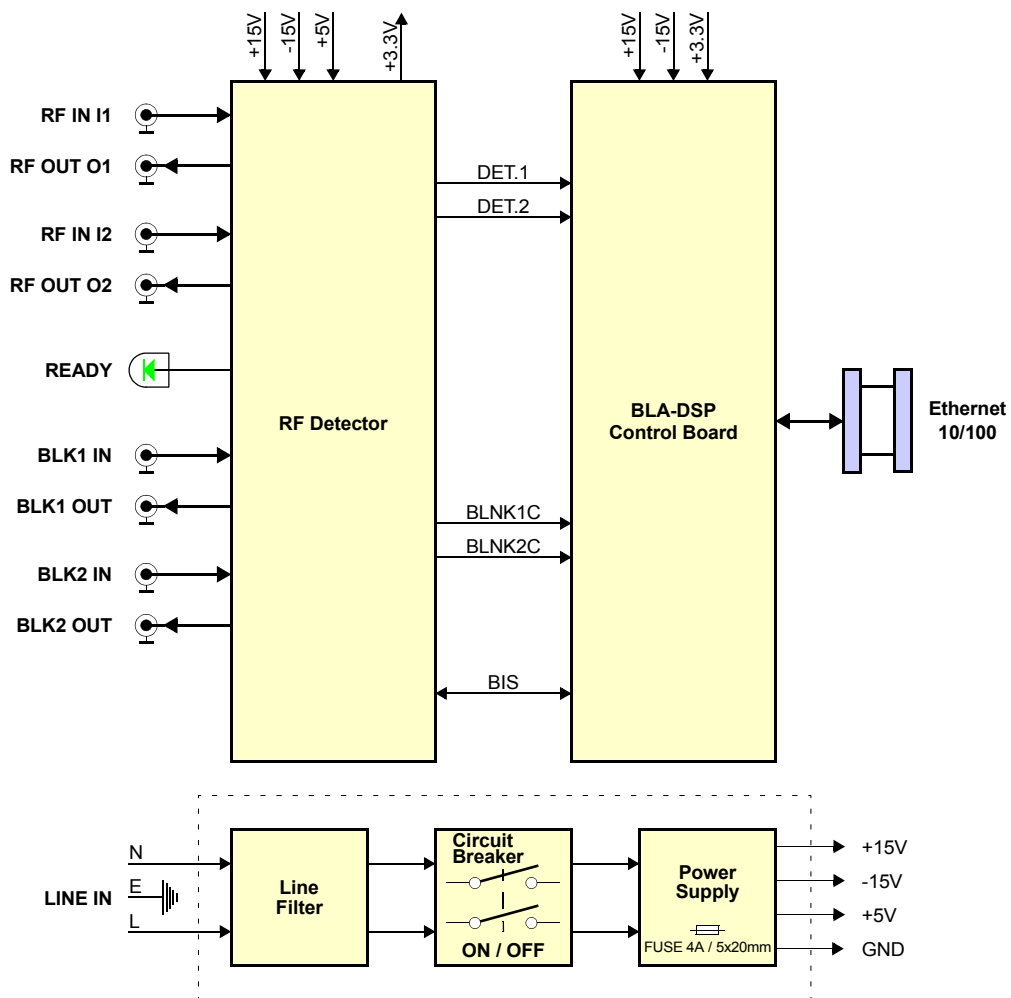 +15V
-15V
+5V
+3.3V
+15V
-15V
+3.3V
RF IN I1
RF OUT O1
RF IN I2
RF OUT O2
READY
BLK1 IN
BLK1 OUT
BLK2 IN
BLK2 OUT
RF Detector
DET.1
DET.2
BLNK1C
BLNK2C
BIS
BLA-DSP
Control Board
Ethernet
10/100
LINE IN
N
E
L
Line
Filter
Circuit
Breaker
ON / OFF
Power
Supply
FUSE 4A / 5x20mm
+15V
-15V
+5V
GND